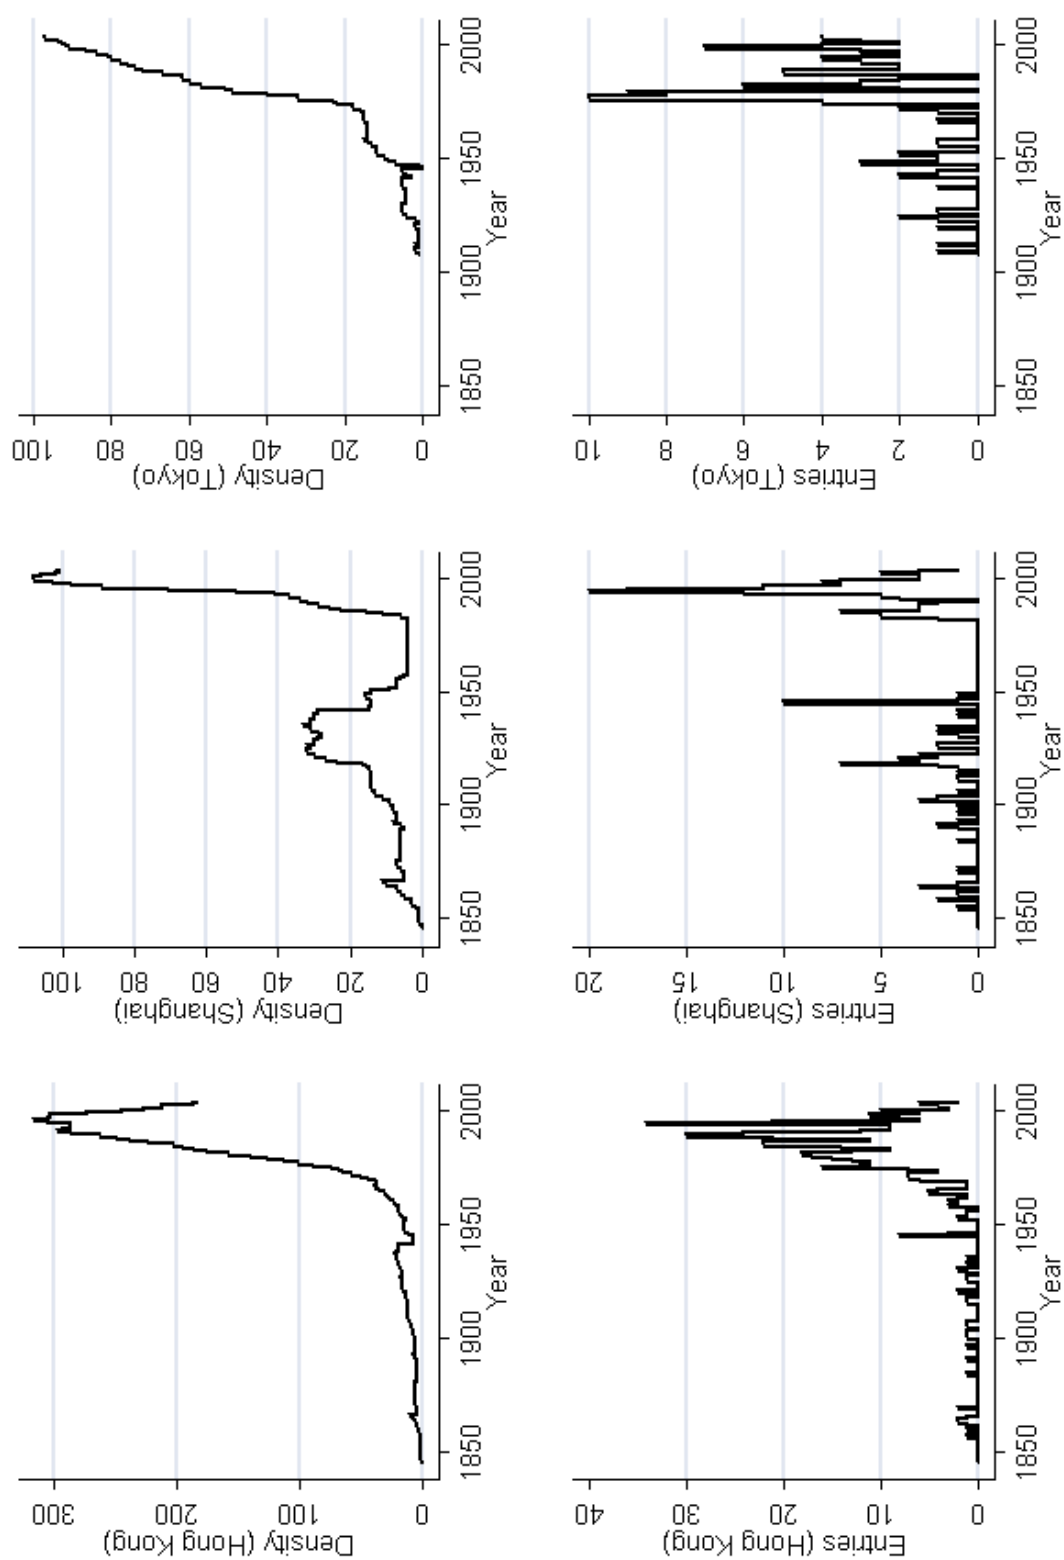 Density (Hong Kong)
300
200
100
0
1850 1900 1950 2000
Year
Density (Shanghai)
100
80
60
40
20
0
1850 1900 1950 2000
Year
Density (Tokyo)
100
80
60
40
20
0
1850 1900 1950 2000
Year
Entries (Hong Kong)
40
30
20
10
0
1850 1900 1950 2000
Year
Entries (Shanghai)
20
15
10
5
0
1850 1900 1950 2000
Year
Entries (Tokyo)
10
8
6
4
2
0
1850 1900 1950 2000
Year